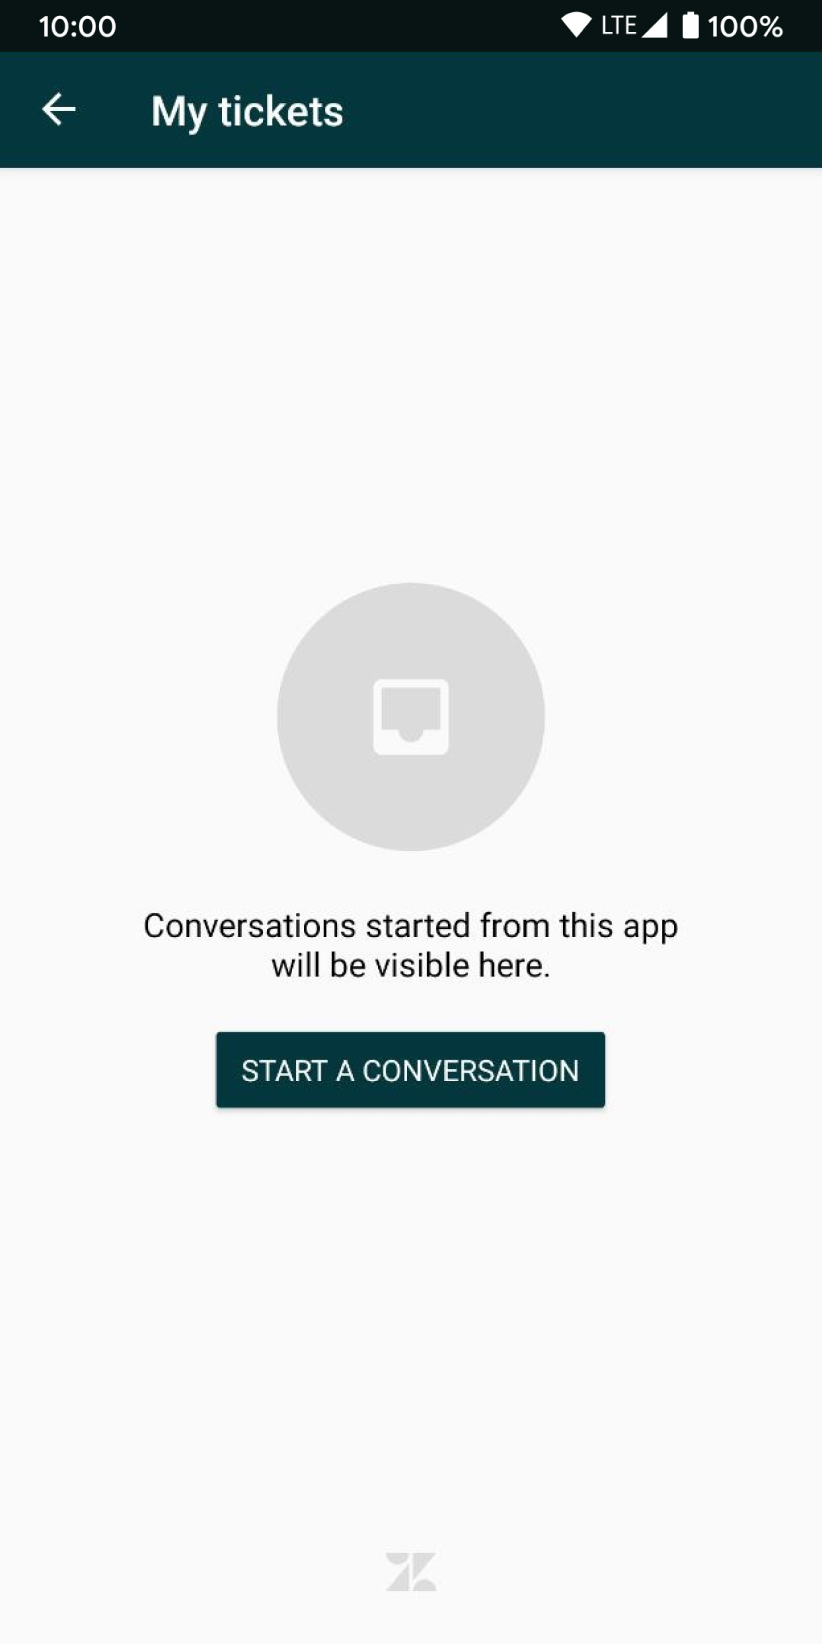 10:00 LTE 100%
My tickets
Conversations started from this app
will be visible here.
START A CONVERSATION